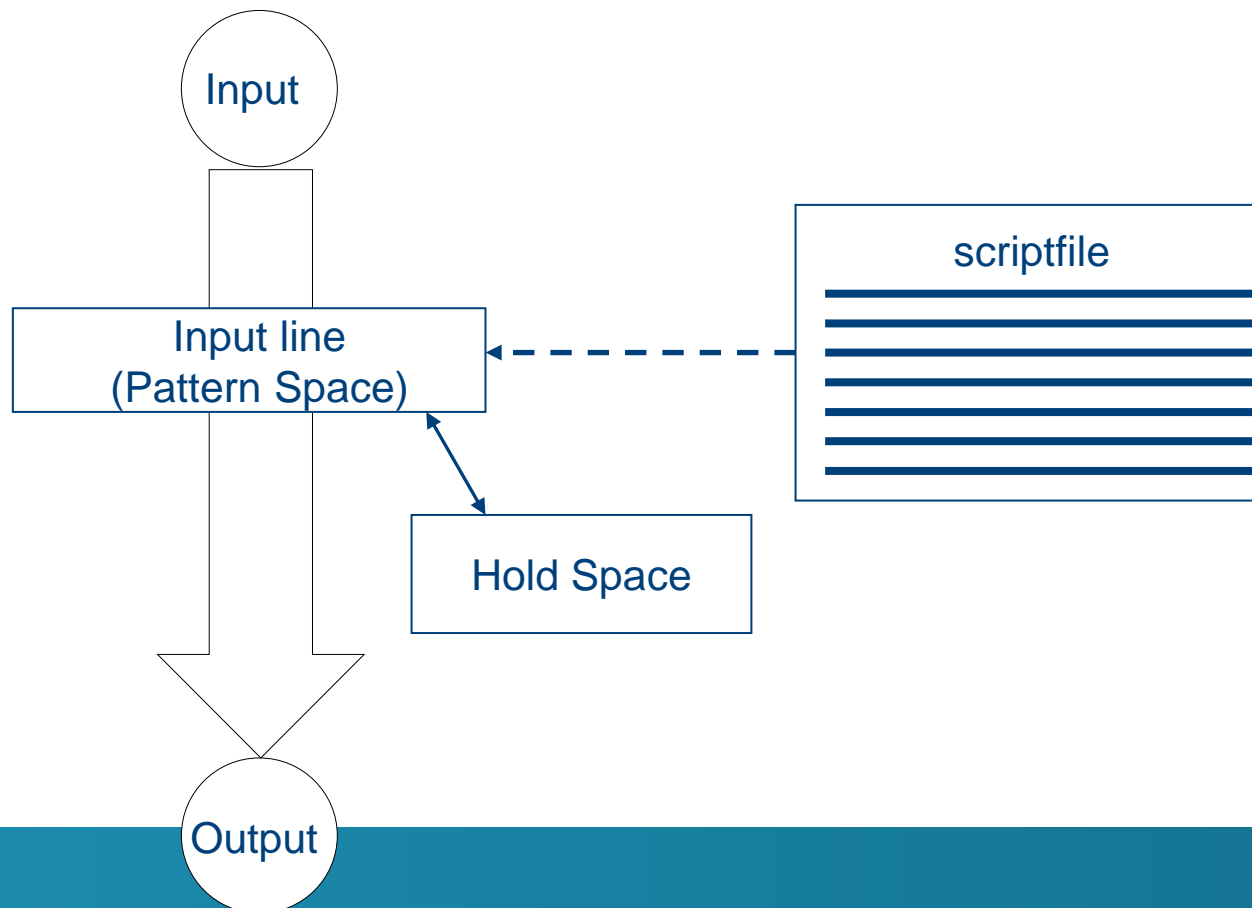 Input
scriptfile
Input line
(Pattern Space)
Hold Space
Output